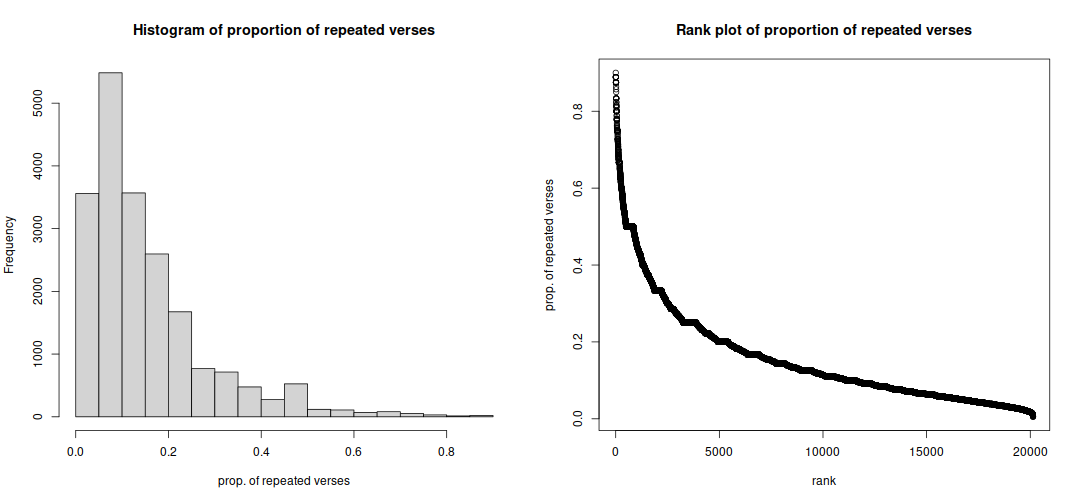 Histogram of proportion of repeated verses
Frequency
0 1000 2000 3000 4000 5000
0.0 0.2 0.4 0.6 0.8
prop. of repeated verses
Rank plot of proportion of repeated verses
prop. of repeated verses
0.0 0.2 0.4 0.6 0.8
0 5000 10000 15000 20000
rank